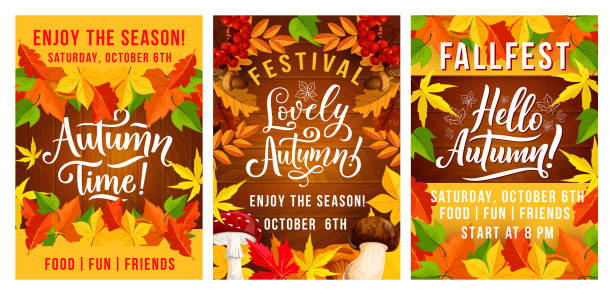 ENJOY THE SEASON!
SATURDAY, OCTOBER 6TH
Autumn
Time!
FOOD | FUN | FRIENDS
FESTIVAL
Lovely
Autumn!
ENJOY THE SEASON!
OCTOBER 6TH
FALLFEST
Hello
Autumn!
SATURDAY, OCTOBER 6TH
FOOD | FUN | FRIENDS
START AT 8 PM